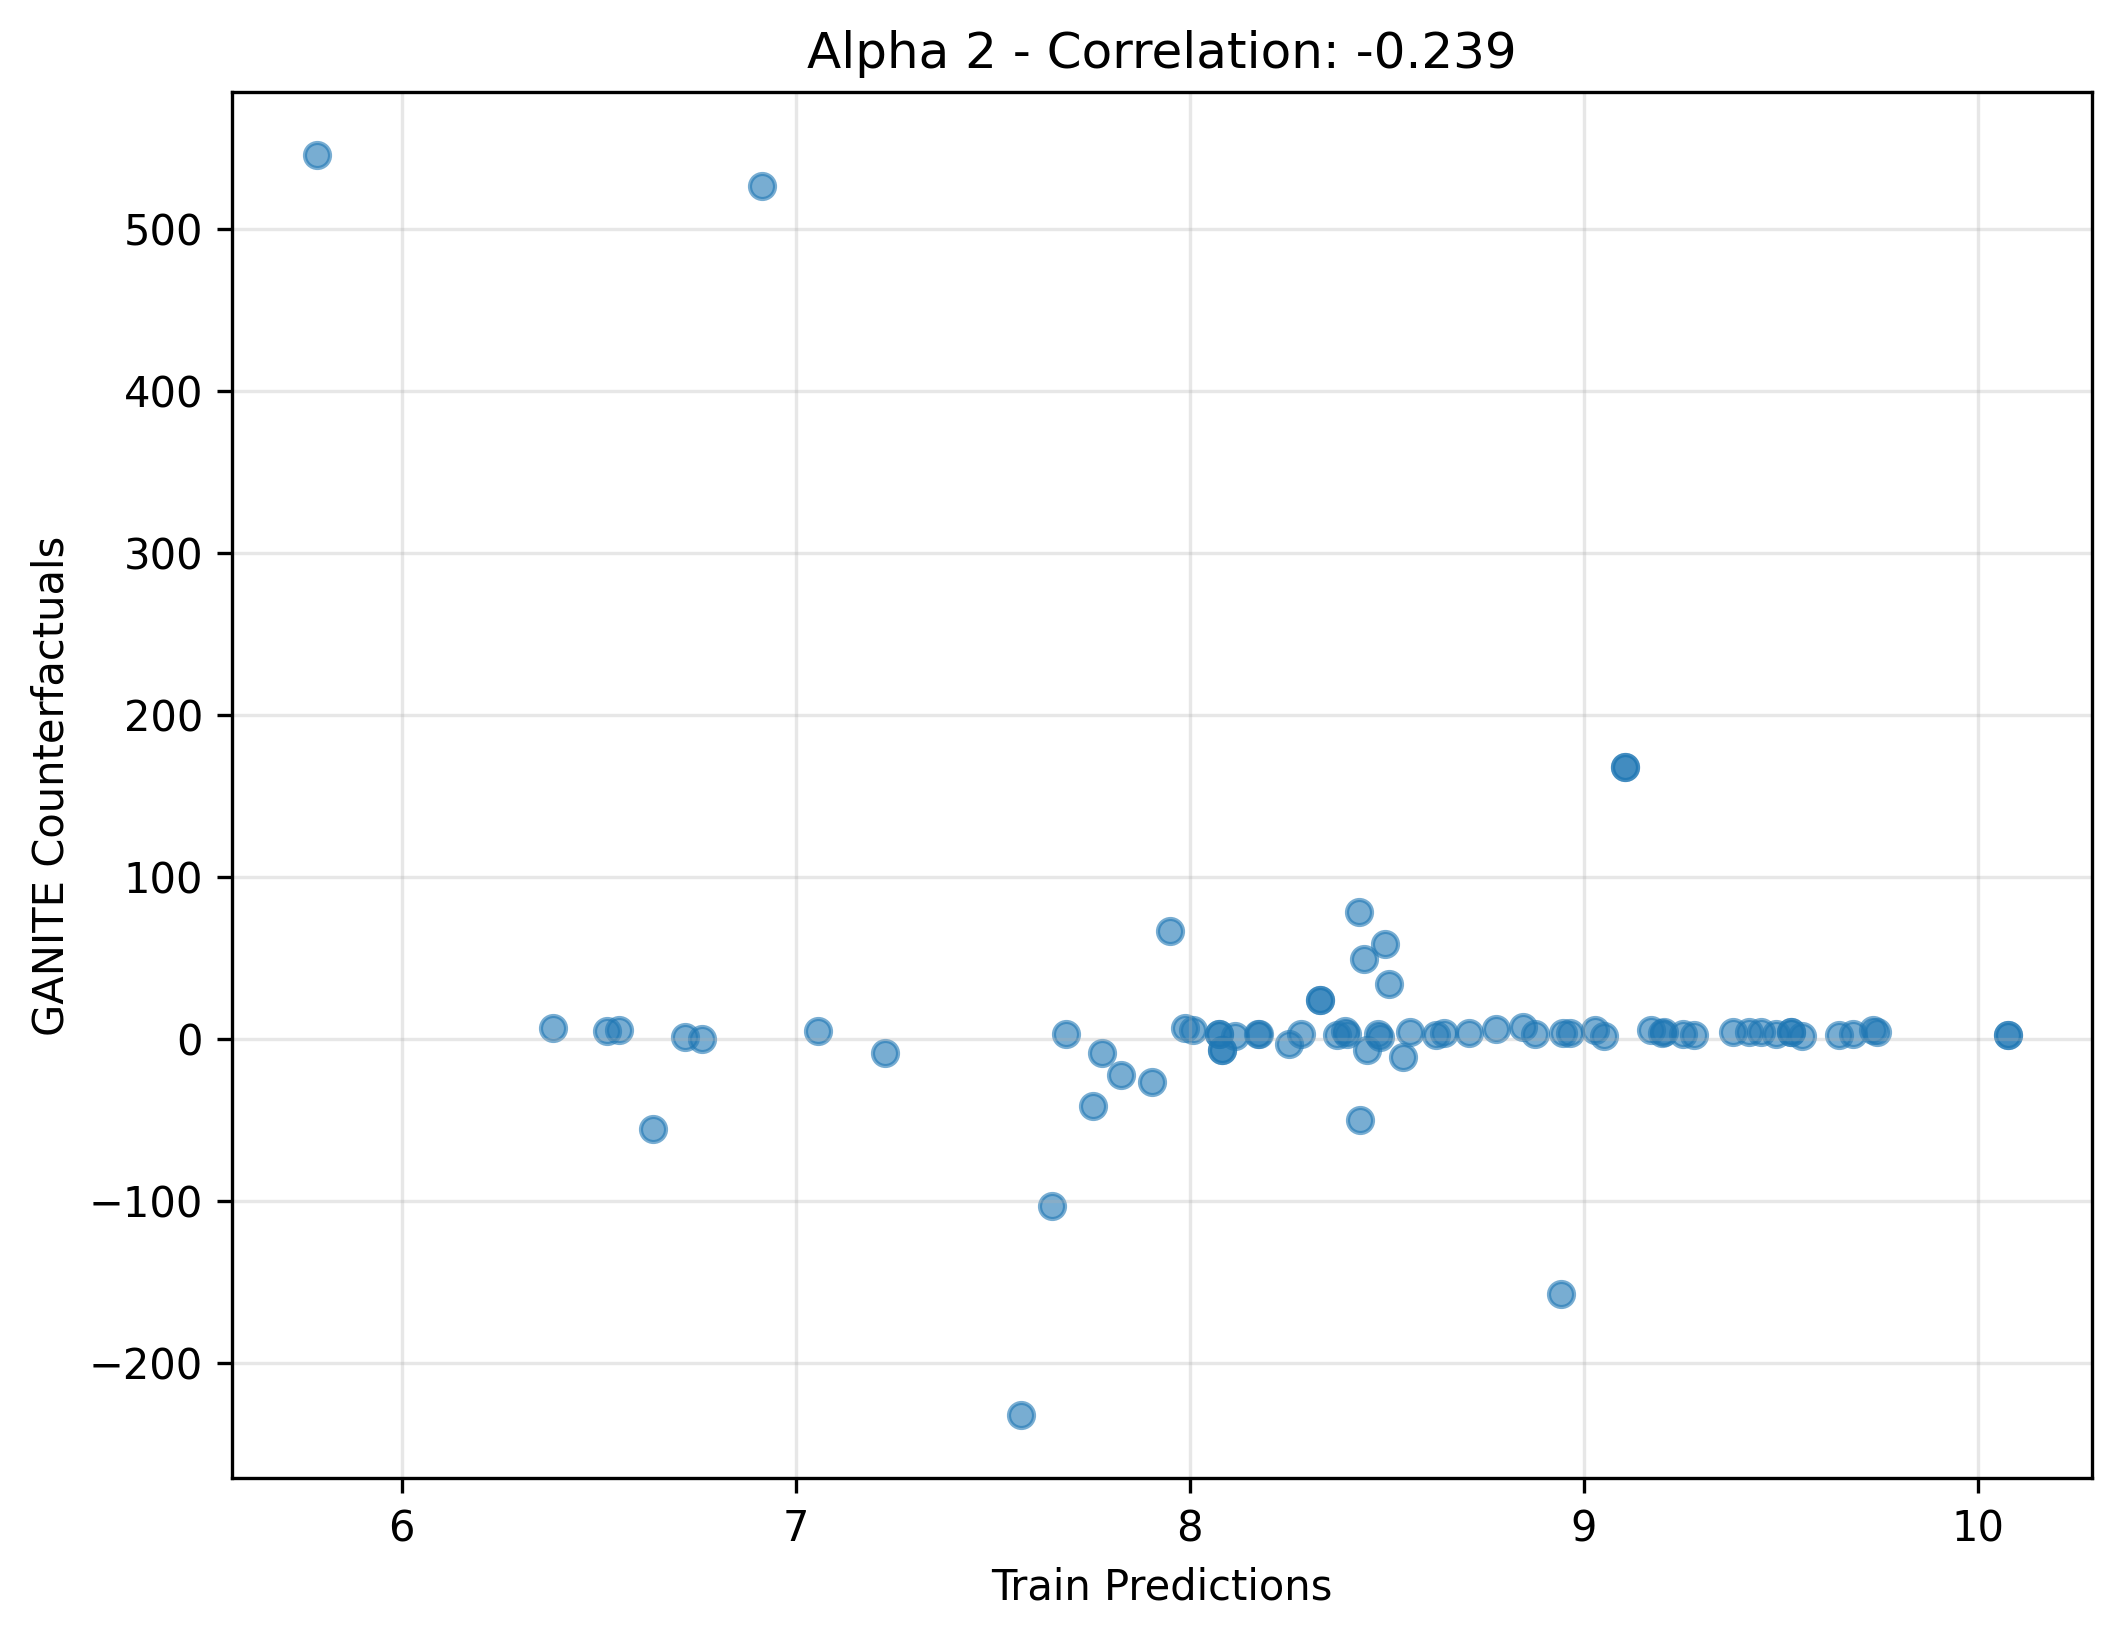 Alpha 2 - Correlation: -0.239
GANITE Counterfactuals
500
400
300
200
100
0
−100
−200
6 7 8 9 10
Train Predictions